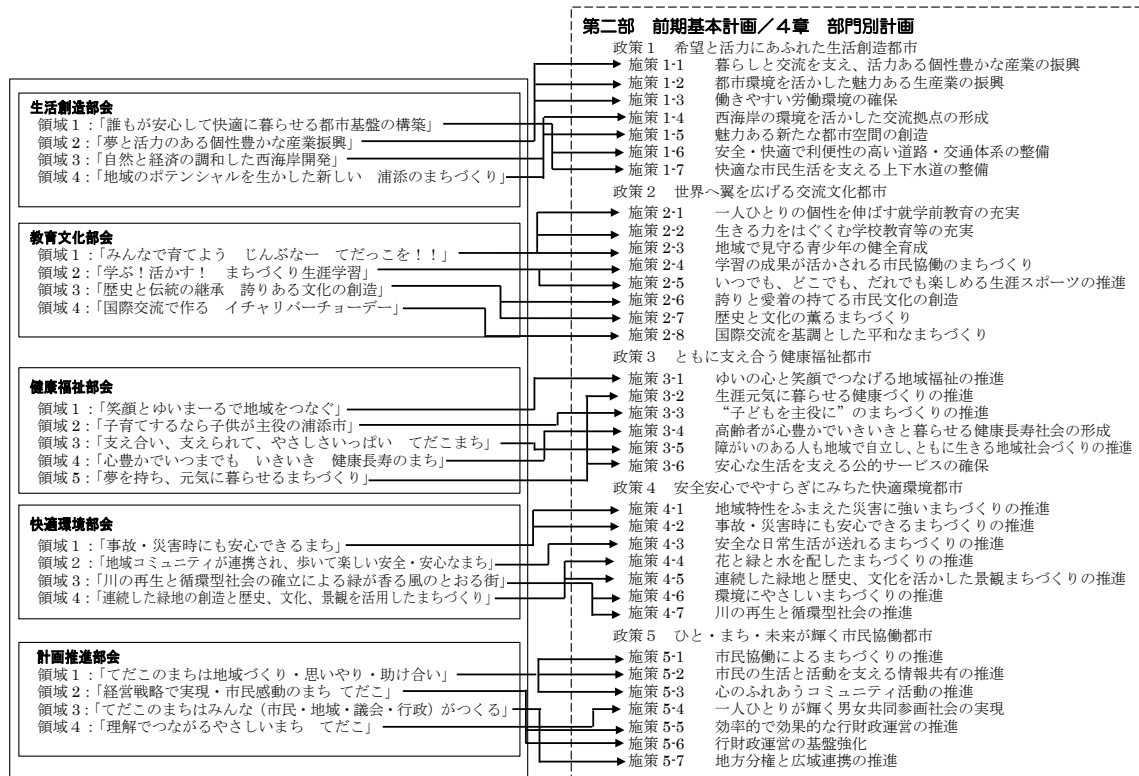 生活創造部会
領域1：「誰もが安心して快適に暮らせる都市基盤の構築」
領域2：「夢と活力のある個性豊かな産業振興」
領域3：「自然と経済の調和した西海岸開発」
領域4：「地域のポテンシャルを生かした新しい　浦添のまちづくり」
教育文化部会
領域1：「みんなで育てよう　じんぶなー　てだっこを！！」
領域2：「学ぶ！活かす！　まちづくり生涯学習」
領域3：「歴史と伝統の継承　誇りある文化の創造」
領域4：「国際交流で作る　イチャリバーチョーデー」
健康福祉部会
領域1：「笑顔とゆいまーるで地域をつなぐ」
領域2：「子育てするなら子供が主役の浦添市」
領域3：「支え合い、支えられて、やさしさいっぱい　てだこまち」
領域4：「心豊かでいつまでも　いきいき　健康長寿のまち」
領域5：「夢を持ち、元気に暮らせるまちづくり」
快適環境部会
領域1：「事故・災害時にも安心できるまち」
領域2：「地域コミュニティが連携され、歩いて楽しい安全・安心なまち」
領域3：「川の再生と循環型社会の確立による緑が香る風のとおる街」
領域4：「連続した緑地の創造と歴史、文化、景観を活用したまちづくり」
計画推進部会
領域1：「てだこのまちは地域づくり・思いやり・助け合い」
領域2：「経営戦略で実現・市民感動のまち　てだこ」
領域3：「てだこのまちはみんな（市民・地域・議会・行政）がつくる」
領域4：「理解でつながるやさしいまち　てだこ」
第二部　前期基本計画／4章　部門別計画
政策1　希望と活力にあふれた生活創造都市
施策1-1　暮らしと交流を支え、活力ある個性豊かな産業の振興
施策1-2　都市環境を活かした魅力ある生産業の振興
施策1-3　働きやすい労働環境の確保
施策1-4　西海岸の環境を活かした交流拠点の形成
施策1-5　魅力ある新たな都市空間の創造
施策1-6　安全・快適で利便性の高い道路・交通体系の整備
施策1-7　快適な市民生活を支える上下水道の整備
政策2　世界へ翼を広げる交流文化都市
施策2-1　一人ひとりの個性を伸ばす就学前教育の充実
施策2-2　生きる力をはぐくむ学校教育等の充実
施策2-3　地域で見守る青少年の健全育成
施策2-4　学習の成果が活かされる市民協働のまちづくり
施策2-5　いつでも、どこでも、だれでも楽しめる生涯スポーツの推進
施策2-6　誇りと愛着の持てる市民文化の創造
施策2-7　歴史と文化の薫るまちづくり
施策2-8　国際交流を基調とした平和なまちづくり
政策3　ともに支え合う健康福祉都市
施策3-1　ゆいの心と笑顔でつなげる地域福祉の推進
施策3-2　生涯元気に暮らせる健康づくりの推進
施策3-3　“子どもを主役に”のまちづくりの推進
施策3-4　高齢者が心豊かでいきいきと暮らせる健康長寿社会の形成
施策3-5　障がいのある人も地域で自立し、ともに生きる地域社会づくりの推進
施策3-6　安心な生活を支える公的サービスの確保
政策4　安全安心でやすらぎにみちた快適環境都市
施策4-1　地域特性をふまえた災害に強いまちづくりの推進
施策4-2　事故・災害時にも安心できるまちづくりの推進
施策4-3　安全な日常生活が送れるまちづくりの推進
施策4-4　花と緑と水を配したまちづくりの推進
施策4-5　連続した緑地と歴史、文化を活かした景観まちづくりの推進
施策4-6　環境にやさしいまちづくりの推進
施策4-7　川の再生と循環型社会の推進
政策5　ひと・まち・未来が輝く市民協働都市
施策5-1　市民協働によるまちづくりの推進
施策5-2　市民の生活と活動を支える情報共有の推進
施策5-3　心のふれあうコミュニティ活動の推進
施策5-4　一人ひとりが輝く男女共同参画社会の実現
施策5-5　効率的で効果的な行財政運営の推進
施策5-6　行財政運営の基盤強化
施策5-7　地方分権と広域連携の推進